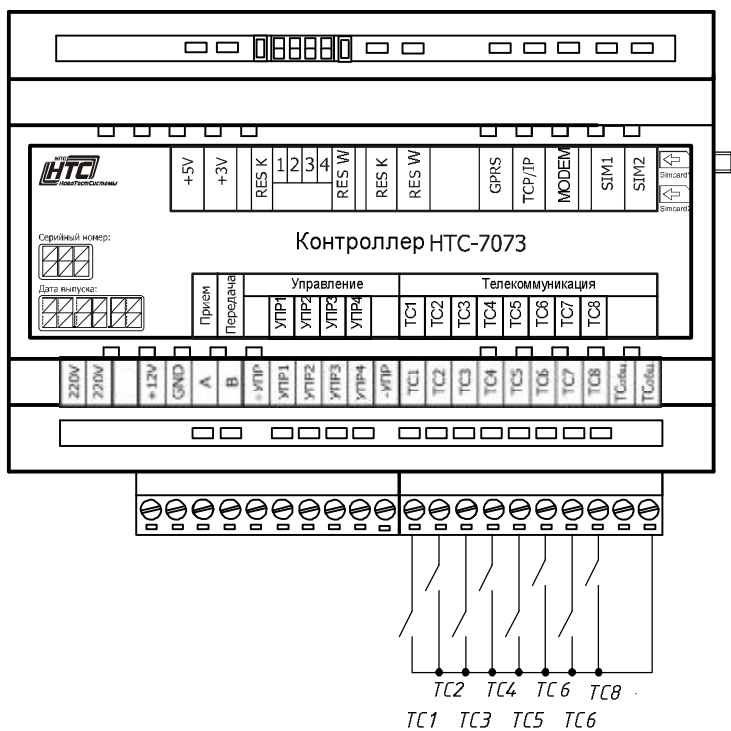 +5V +3V RES K 1 2 3 4 RES W RES K RES W GPRS TCP/IP MODEM SIM1 SIM2
Simcard1
Simcard2
НПО
НТС
НоваТестСистемы
Контроллер НТС-7073
Серийный номер:
Дата выпуска:
Прием Передача Управление Телекоммуникация
УПР1 УПР2 УПР3 УПР4 ТС1 ТС2 ТС3 ТС4 ТС5 ТС6 ТС7 ТС8
220V 220V +12V GND A B +УПР УПР1 УПР2 УПР3 УПР4 -УПР ТС1 ТС2 ТС3 ТС4 ТС5 ТС6 ТС7 ТС8 ТСобщ ТСобщ
ТС2 ТС4 ТС6 ТС8
ТС1 ТС3 ТС5 ТС6